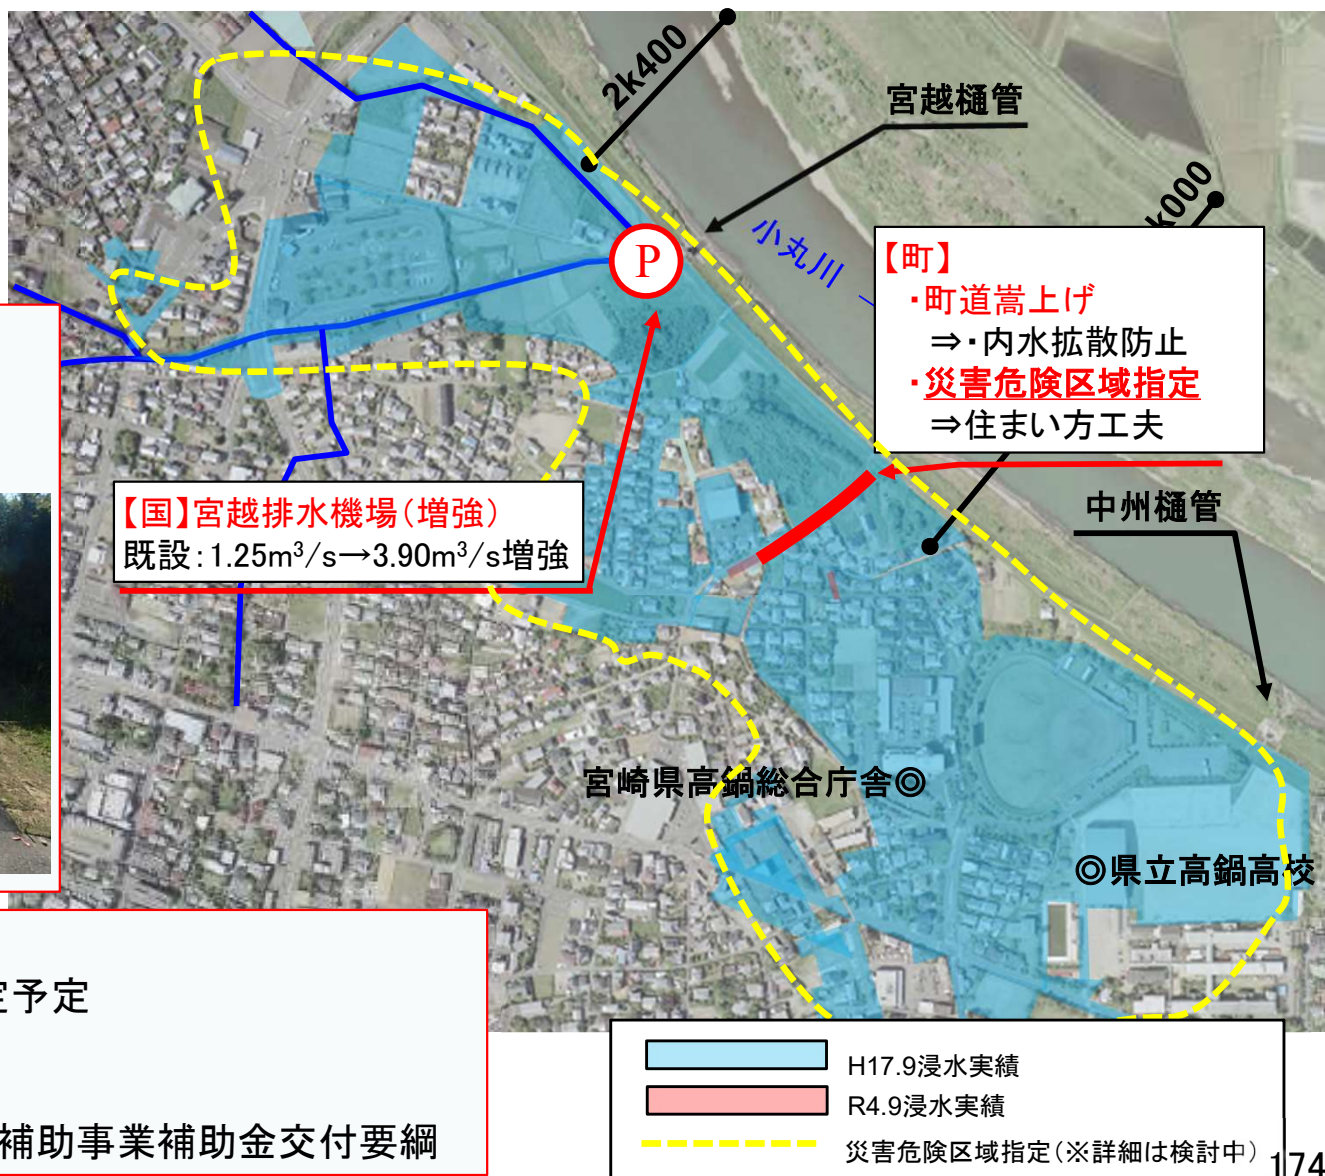 2k400
宮越樋管
小丸川
k000
【町】
・町道嵩上げ
⇒・内水拡散防止
・災害危険区域指定
⇒住まい方工夫
P
【国】宮越排水機場(増強)
既設:1.25m³/s→3.90m³/s増強
中州樋管
宮崎県高鍋総合庁舎◎
◎県立高鍋高校
定予定
補助事業補助金交付要綱
H17.9浸水実績
R4.9浸水実績
災害危険区域指定(※詳細は検討中)
174